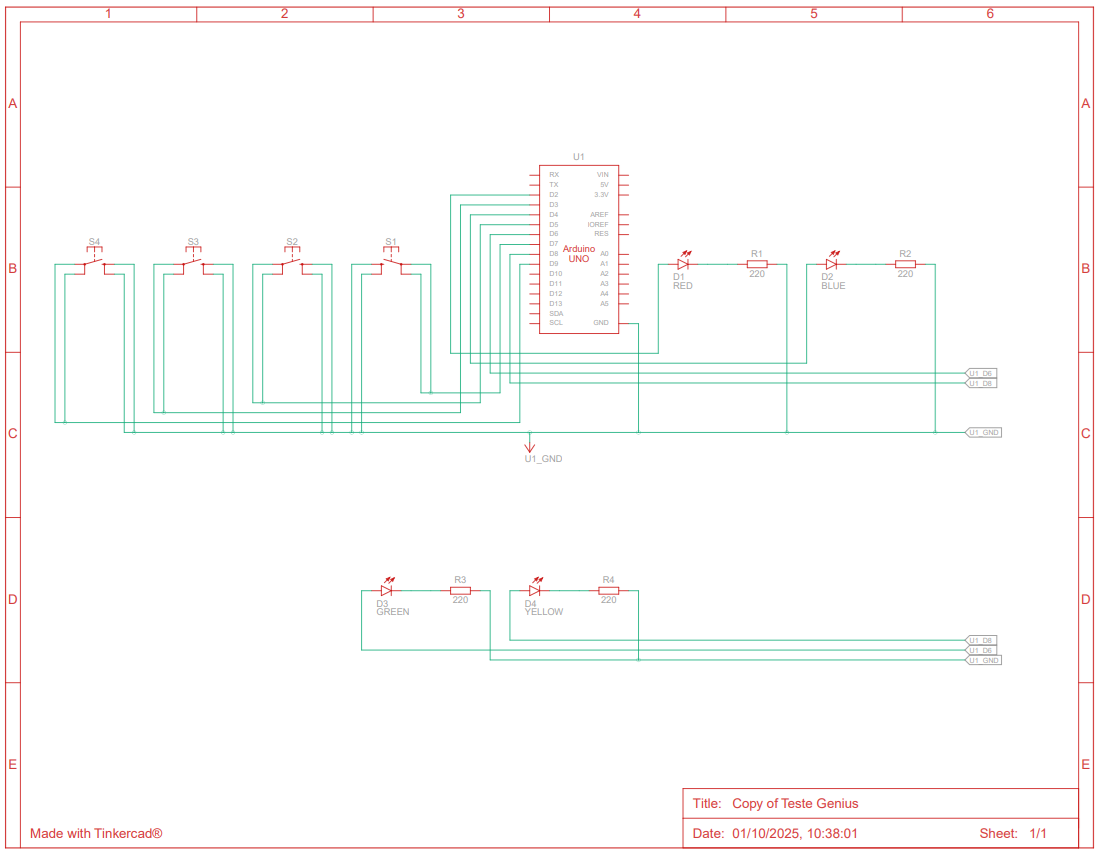 1 2 3 4 5 6
A A
U1
RX VIN
TX 5V
D2 3.3V
D3
D4 AREF
D5 IOREF
D6 RES
D7
Arduino
UNO
D8 A0
D9 A1
D10 A2
D11 A3
D12 A4
D13 A5
SDA
SCL GND
S4 S3 S2 S1
B B
R1 R2
220 220
D1 D2
RED BLUE
U1_D6
U1_D8
C C
U1_GND
U1_GND
R3 R4
220 220
D D
D3 D4
GREEN YELLOW
U1_D8
U1_D6
U1_GND
E E
Title: Copy of Teste Genius
Made with Tinkercad®
Date: 01/10/2025, 10:38:01 Sheet: 1/1